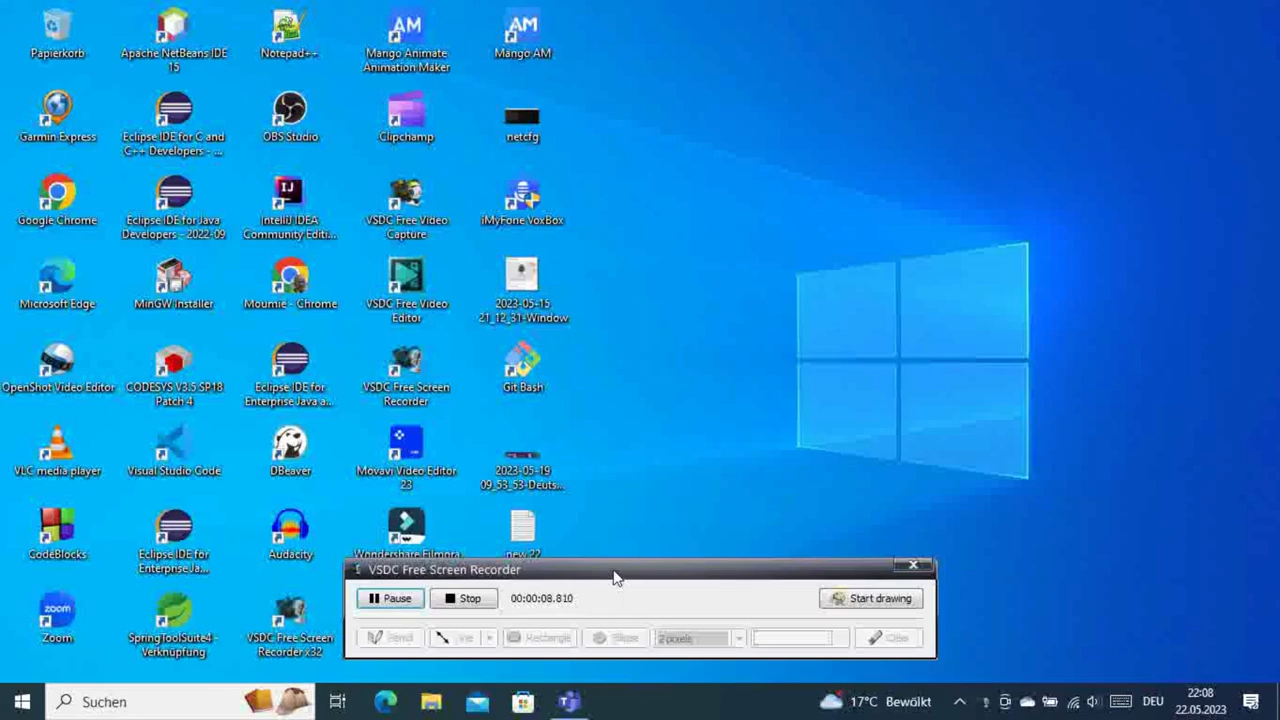 Papierkorb
Apache NetBeans IDE
15
Notepad++
AM
Mango Animate
Animation Maker
AM
Mango AM
Garmin Express
Eclipse IDE for C and
C++ Developers - ...
OBS Studio
Clipchamp
netcfg
Google Chrome
Eclipse IDE for Java
Developers - 2022-09
IJ
IntelliJ IDEA
Community Editi...
VSDC Free Video
Capture
iMyFone VoxBox
Microsoft Edge
MinGW Installer
Moumie - Chrome
VSDC Free Video
Editor
2023-05-15
21_12_31-Window
OpenShot Video Editor
CODESYS V3.5 SP18
Patch 4
Eclipse IDE for
Enterprise Java a...
VSDC Free Screen
Recorder
Git Bash
VLC media player
Visual Studio Code
DBeaver
Movavi Video Editor
23
2023-05-19
09_53_53-Deuts...
CodeBlocks
Eclipse IDE for
Enterprise Ja...
Audacity
Wondershare Filmora
new 22
zoom
Zoom
SpringToolSuite4 -
Verknüpfung
VSDC Free Screen
Recorder x32
VSDC Free Screen Recorder
Pause
Stop
00:00:08.810
Start drawing
Pencil
Line
Rectangle
Ellipse
2 pixels
Clear
Suchen
17°C Bewölkt
DEU
22:08
22.05.2023